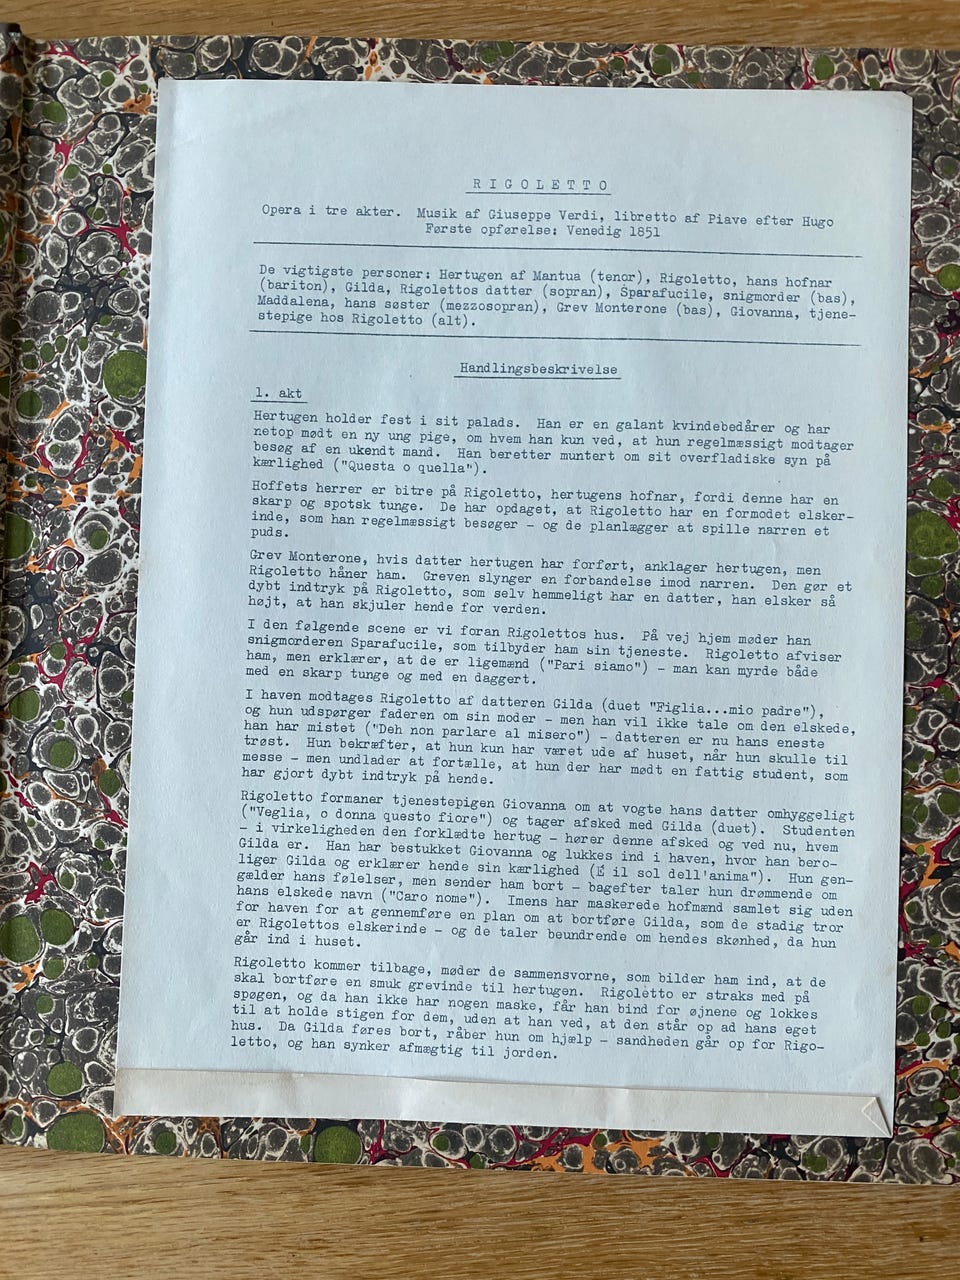 R I G O L E T T O
Opera i tre akter. Musik af Giuseppe Verdi, libretto af Piave efter Hugo
Første opførelse: Venedig 1851
De vigtigste personer: Hertugen af Mantua (tenor), Rigoletto, hans hofnar
(bariton), Gilda, Rigolettos datter (sopran), Sparafucile, snigmorder (bas),
Maddalena, hans søster (mezzosopran), Grev Monterone (bas), Giovanna, tjene-
stepige hos Rigoletto (alt).
Handlingsbeskrivelse
1. akt
Hertugen holder fest i sit palads. Han er en galant kvindebedårer og har
netop mødt en ny ung pige, om hvem han kun ved, at hun regelmæssigt modtager
besøg af en ukendt mand. Han beretter muntert om sit overfladiske syn på
kærlighed ("Questa o quella").
Hoffets herrer er bitre på Rigoletto, hertugens hofnar, fordi denne har en
skarp og spotsk tunge. De har opdaget, at Rigoletto har en formodet elsker-
inde, som han regelmæssigt besøger - og de planlægger at spille narren et
puds.
Grev Monterone, hvis datter hertugen har forført, anklager hertugen, men
Rigoletto håner ham. Greven slynger en forbandelse imod narren. Den gør et
dybt indtryk på Rigoletto, som selv hemmeligt har en datter, han elsker så
højt, at han skjuler hende for verden.
I den følgende scene er vi foran Rigolettos hus. På vej hjem møder han
snigmorderen Sparafucile, som tilbyder ham sin tjeneste. Rigoletto afviser
ham, men erklærer, at de er ligemænd ("Pari siamo") - man kan myrde både
med en skarp tunge og med en daggert.
I haven modtages Rigoletto af datteren Gilda (duet "Figlia...mio padre"),
og hun udspørger faderen om sin moder - men han vil ikke tale om den elskede,
han har mistet ("Deh non parlare al misero") - datteren er nu hans eneste
trøst. Hun bekræfter, at hun kun har været ude af huset, når hun skulle til
messe - men undlader at fortælle, at hun der har mødt en fattig student, som
har gjort dybt indtryk på hende.
Rigoletto formaner tjenestepigen Giovanna om at vogte hans datter omhyggeligt
("Veglia, o donna questo fiore") og tager afsked med Gilda (duet). Studenten
- i virkeligheden den forklædte hertug - hører denne afsked og ved nu, hvem
Gilda er. Han har bestukket Giovanna og lukkes ind i haven, hvor han bero-
liger Gilda og erklærer hende sin kærlighed (É il sol dell'anima"). Hun gen-
gælder hans følelser, men sender ham bort - bagefter taler hun drømmende om
hans elskede navn ("Caro nome"). Imens har maskerede hofmænd samlet sig uden
for haven for at gennemføre en plan om at bortføre Gilda, som de stadig tror
er Rigolettos elskerinde - og de taler beundrende om hendes skønhed, da hun
går ind i huset.
Rigoletto kommer tilbage, møder de sammensvorne, som bilder ham ind, at de
skal bortføre en smuk grevinde til hertugen. Rigoletto er straks med på
spøgen, og da han ikke har nogen maske, får han bind for øjnene og lokkes
til at holde stigen for dem, uden at han ved, at den står op ad hans eget
hus. Da Gilda føres bort, råber hun om hjælp - sandheden går op for Rigo-
letto, og han synker afmægtig til jorden.